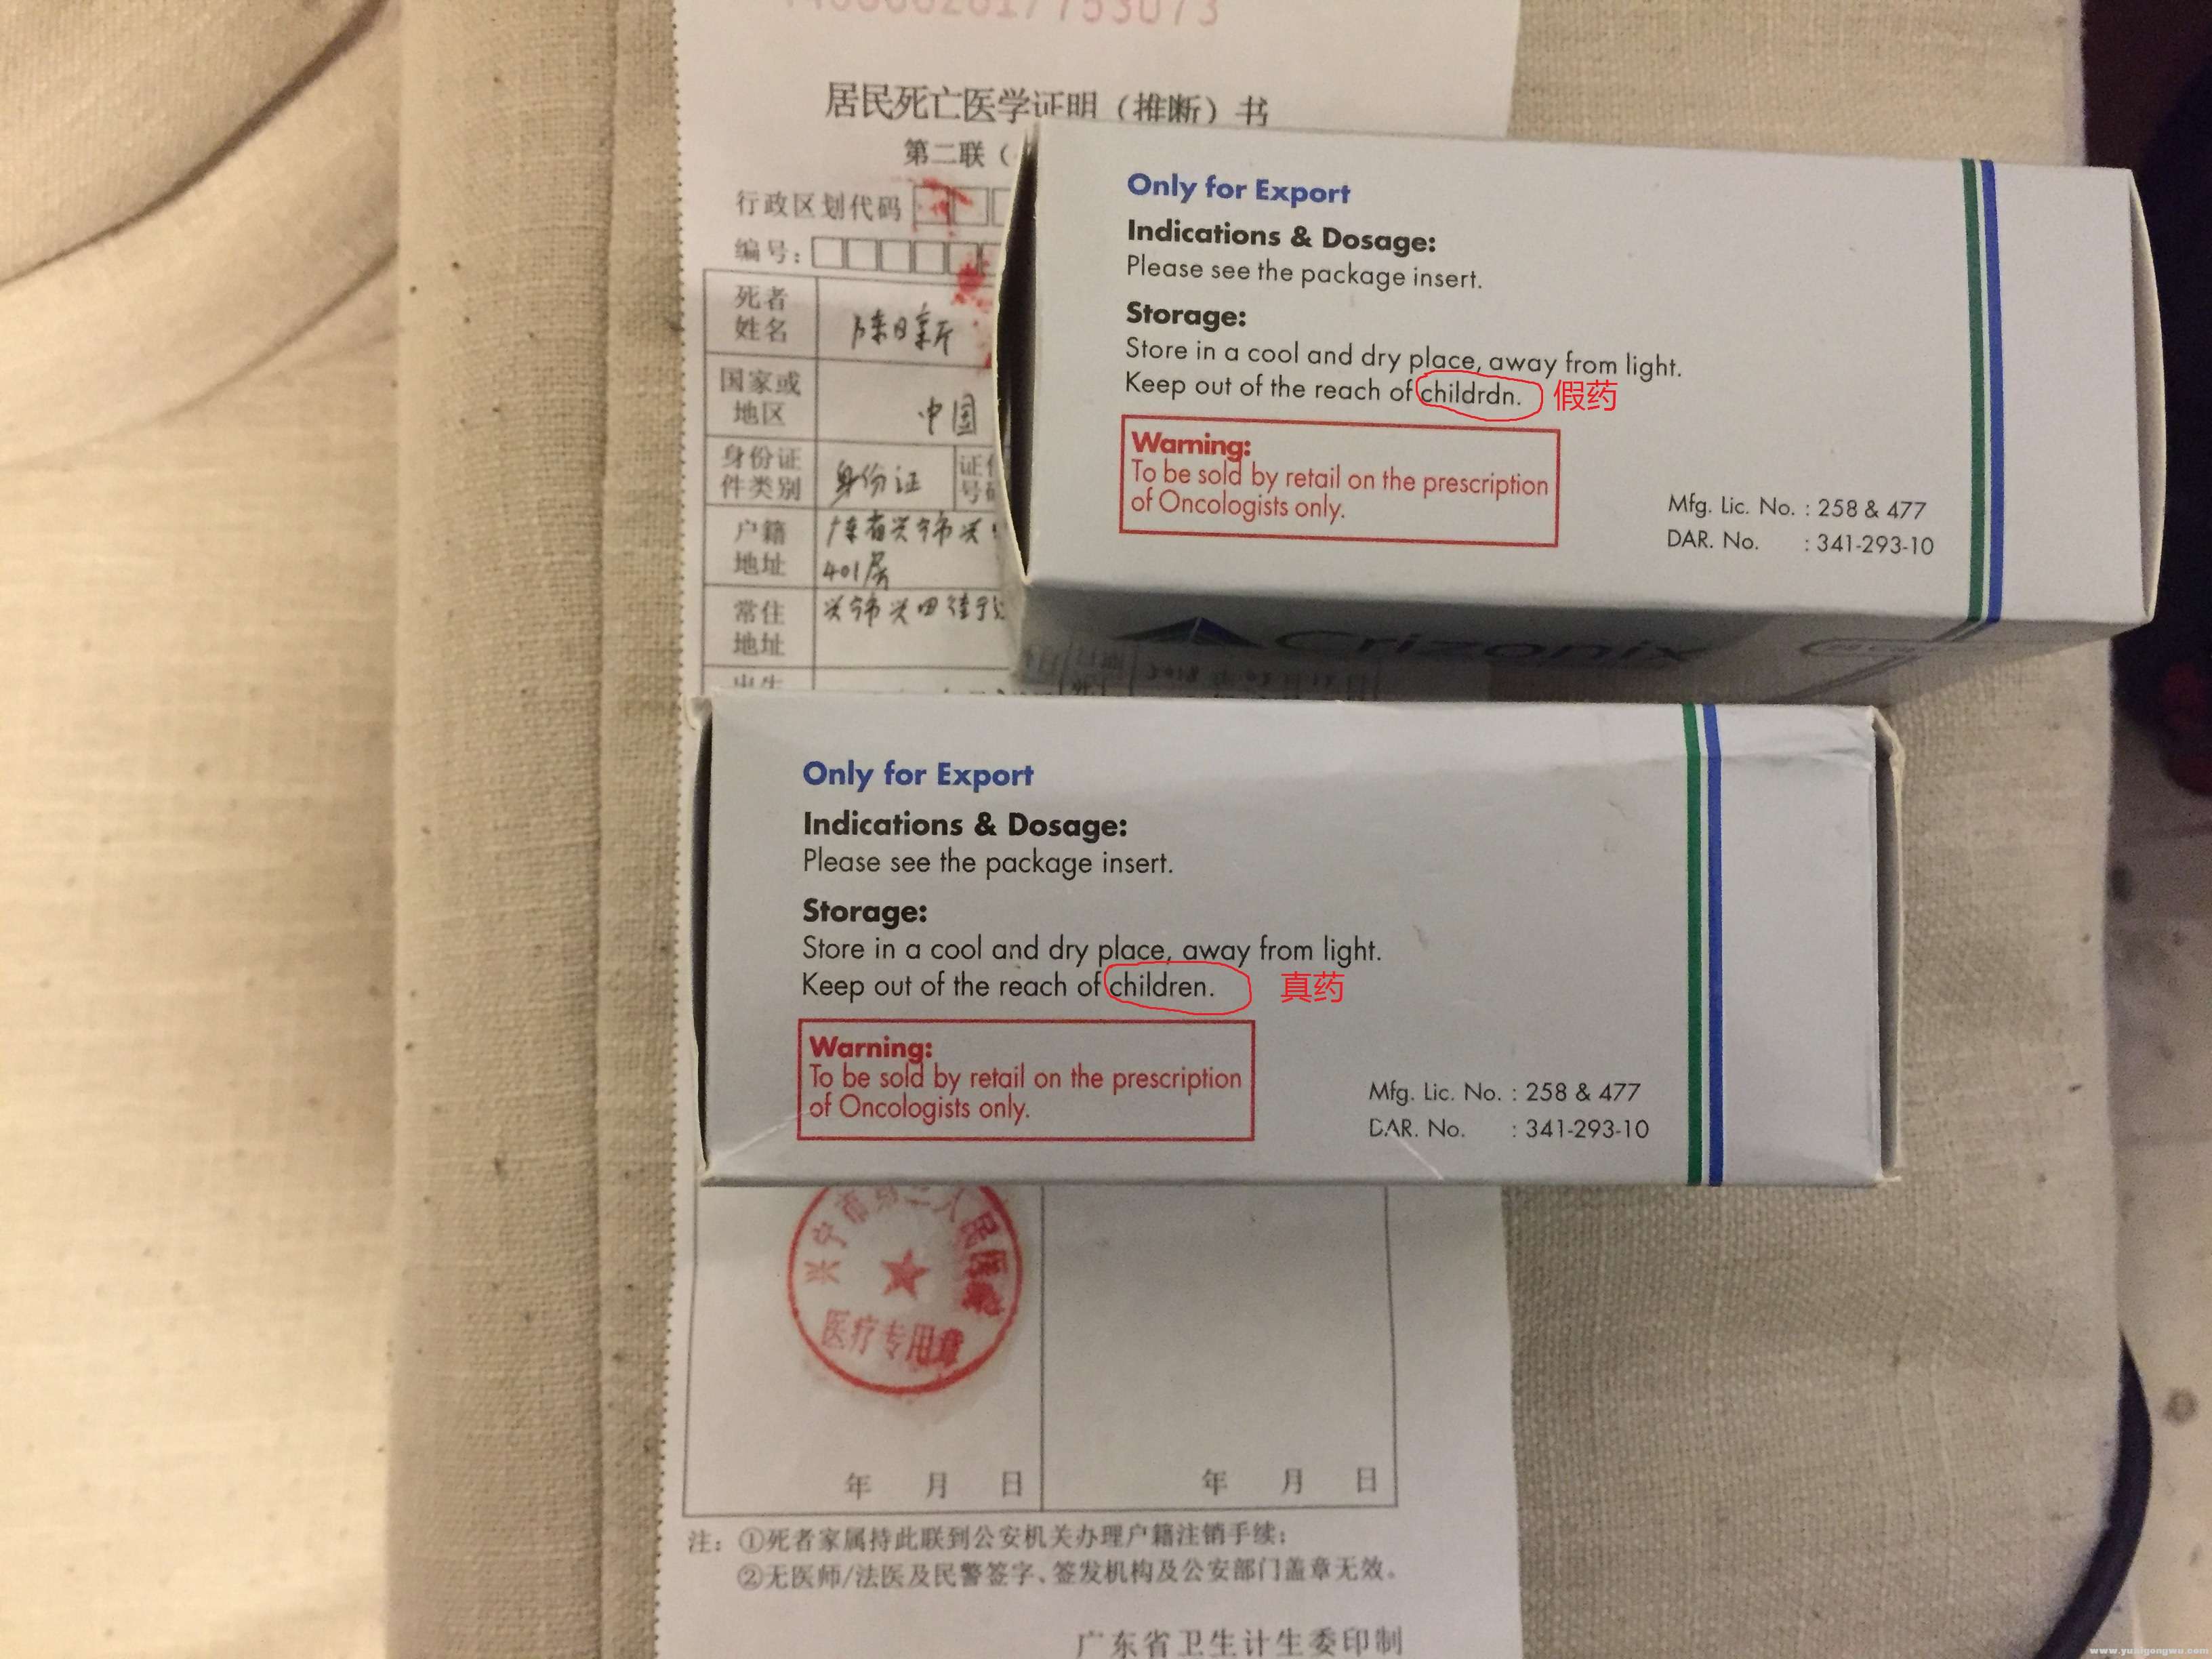 居民死亡医学证明（推断）书
第二联（
行政区划代码
编号：
死者
姓名
陈日新
国家或
地区
中国
身份证
件类别
身份证
户籍
地址
401房
常住
地址
Only for Export
Indications & Dosage:
Please see the package insert.
Storage:
Store in a cool and dry place, away from light.
Keep out of the reach of childrdn. 假药
Warning:
To be sold by retail on the prescription
of Oncologists only.
Mfg. Lic. No. : 258 & 477
DAR. No. : 341-293-10
Crizonix
Only for Export
Indications & Dosage:
Please see the package insert.
Storage:
Store in a cool and dry place, away from light.
Keep out of the reach of children. 真药
Warning:
To be sold by retail on the prescription
of Oncologists only.
Mfg. Lic. No. : 258 & 477
DAR. No. : 341-293-10
医疗专用章
年 月 日
年 月 日
注：①死者家属持此联到公安机关办理户籍注销手续；
②无医师/法医及民警签字、签发机构及公安部门盖章无效。
广东省卫生计生委印制
www.yuaigongwu.com